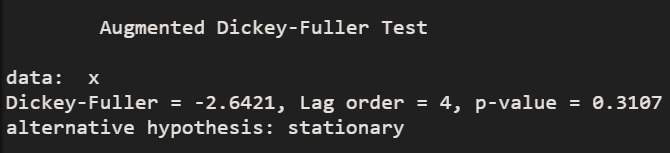 Augmented Dickey-Fuller Test
data:  x
Dickey-Fuller = -2.6421, Lag order = 4, p-value = 0.3107
alternative hypothesis: stationary